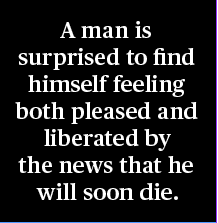 A man is
surprised to find
himself feeling
both pleased and
liberated by
the news that he
will soon die.